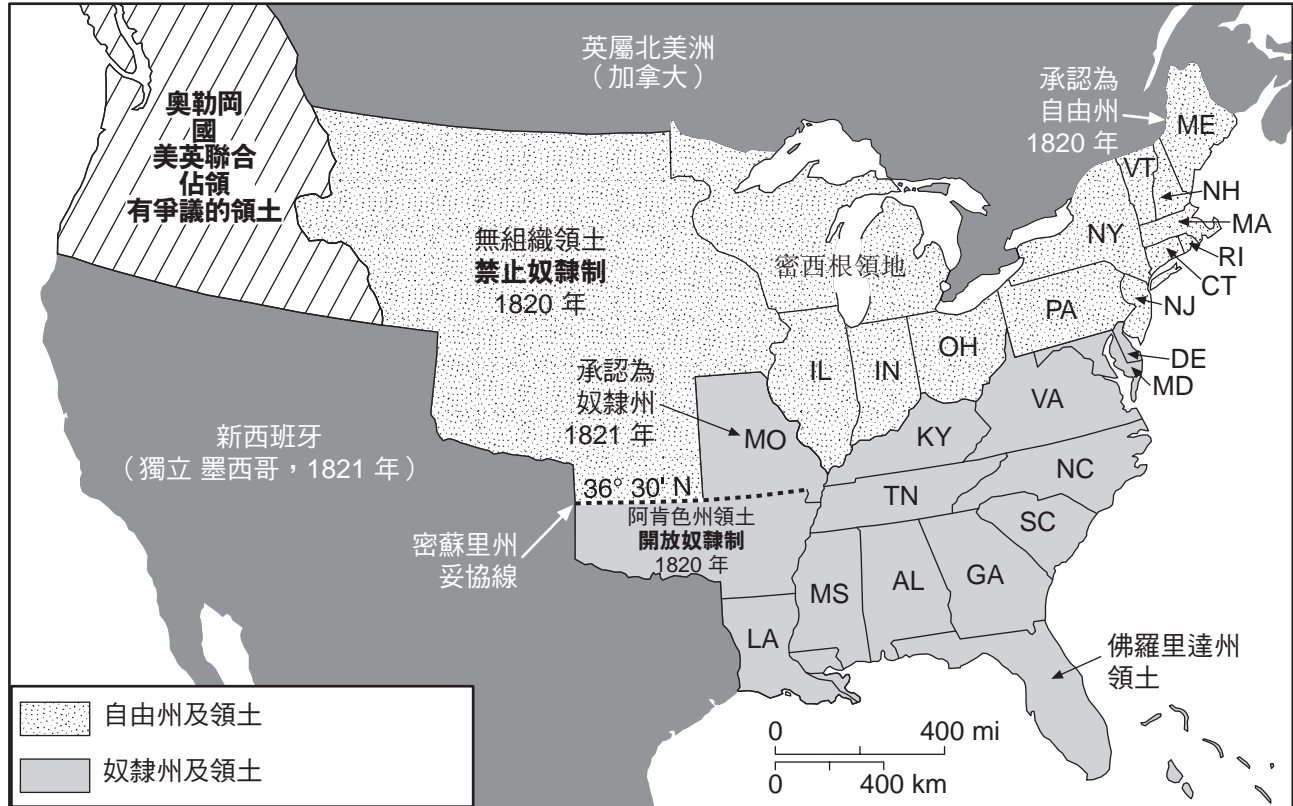 英屬北美洲
（加拿大）
承認為
自由州
1820 年
奧勒岡
國
美英聯合
佔領
有爭議的領土
ME
VT
NH
MA
NY
RI
CT
無組織領土
禁止奴隸制
1820 年
密西根領地
PA
NJ
OH
IL
IN
DE
MD
承認為
奴隸州
1821 年
MO
VA
KY
新西班牙
（獨立 墨西哥，1821 年）
NC
TN
36° 30' N
SC
阿肯色州領土
開放奴隸制
1820 年
密蘇里州
妥協線
MS
AL
GA
LA
佛羅里達州
領土
自由州及領土
奴隸州及領土
0 400 mi
0 400 km